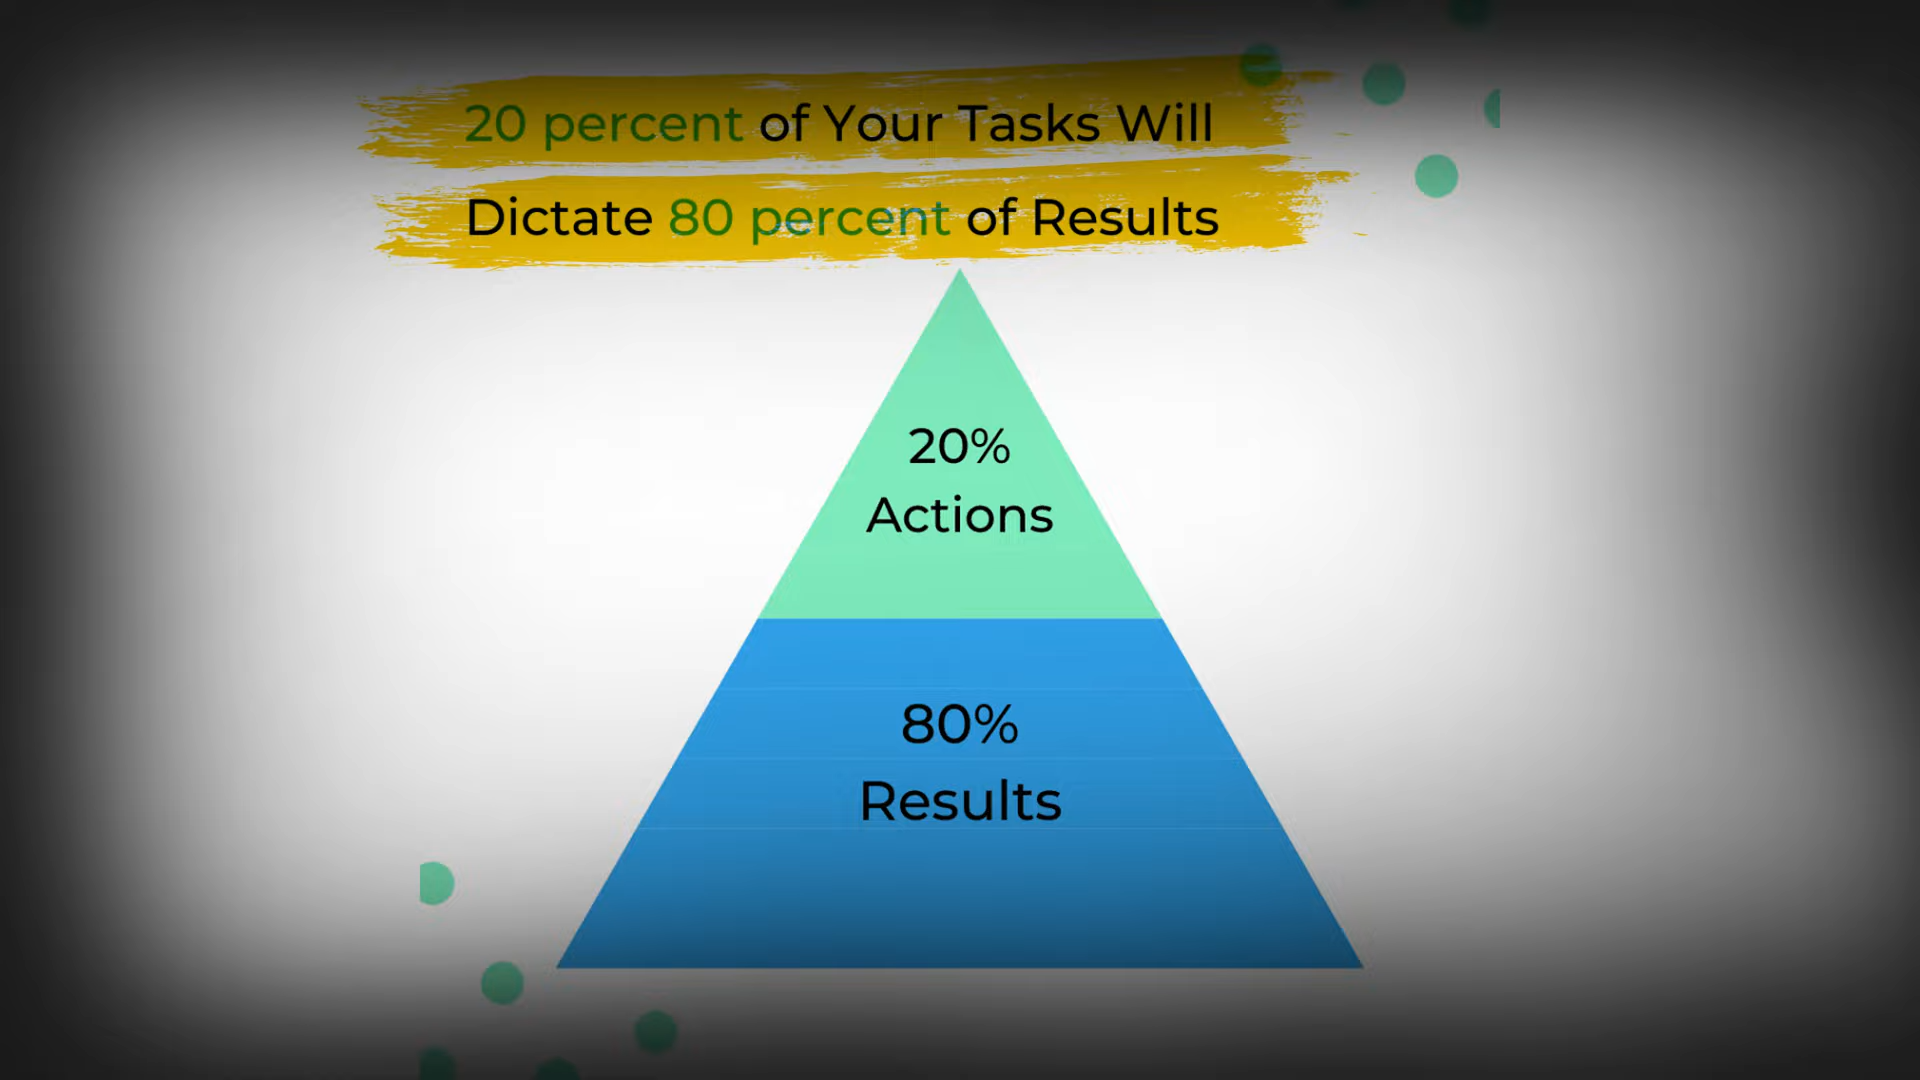 20 percent of Your Tasks Will
Dictate 80 percent of Results
20%
Actions
80%
Results